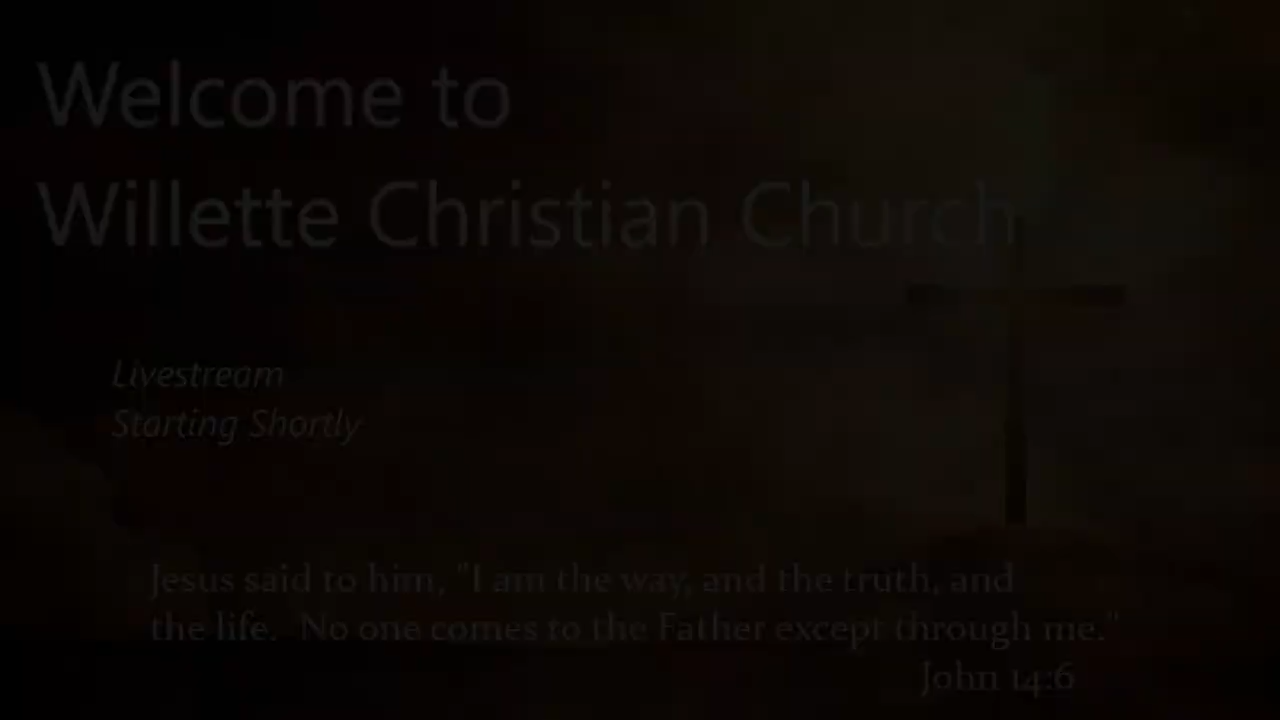 Welcome to
Willette Christian Church
Livestream
Starting Shortly
Jesus said to him, "I am the way, and the truth, and
the life.  No one comes to the Father except through me."
John 14:6